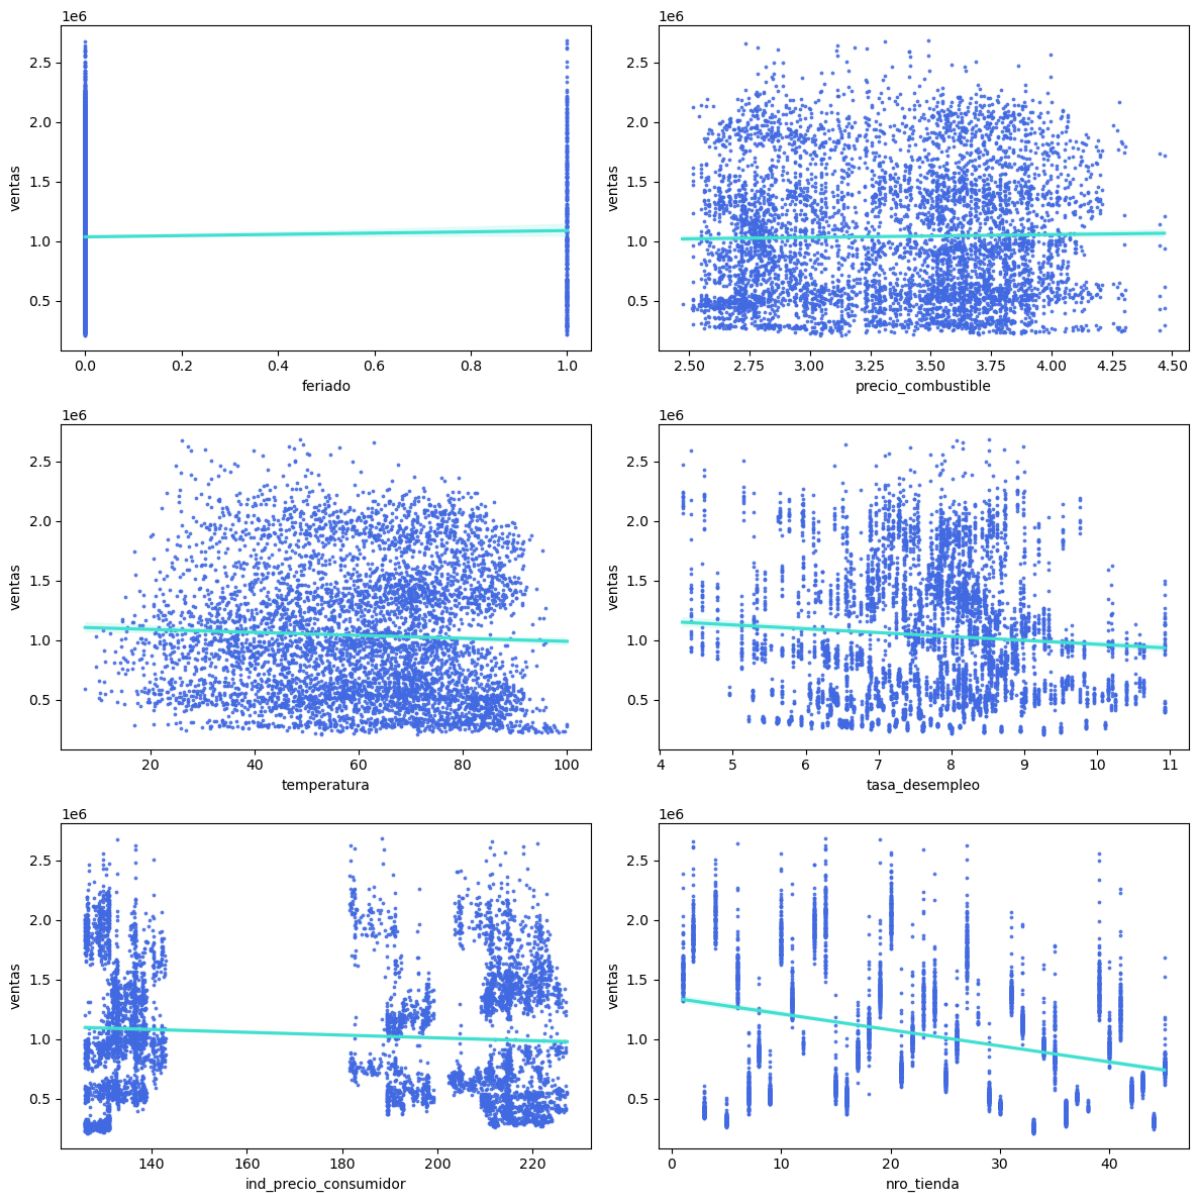 1e6
2.5
2.0
1.5
1.0
0.5
ventas
0.0 0.2 0.4 0.6 0.8 1.0
feriado
1e6
2.5
2.0
1.5
1.0
0.5
ventas
2.50 2.75 3.00 3.25 3.50 3.75 4.00 4.25 4.50
precio_combustible
1e6
2.5
2.0
1.5
1.0
0.5
ventas
20 40 60 80 100
temperatura
1e6
2.5
2.0
1.5
1.0
0.5
ventas
4 5 6 7 8 9 10 11
tasa_desempleo
1e6
2.5
2.0
1.5
1.0
0.5
ventas
140 160 180 200 220
ind_precio_consumidor
1e6
2.5
2.0
1.5
1.0
0.5
ventas
0 10 20 30 40
nro_tienda